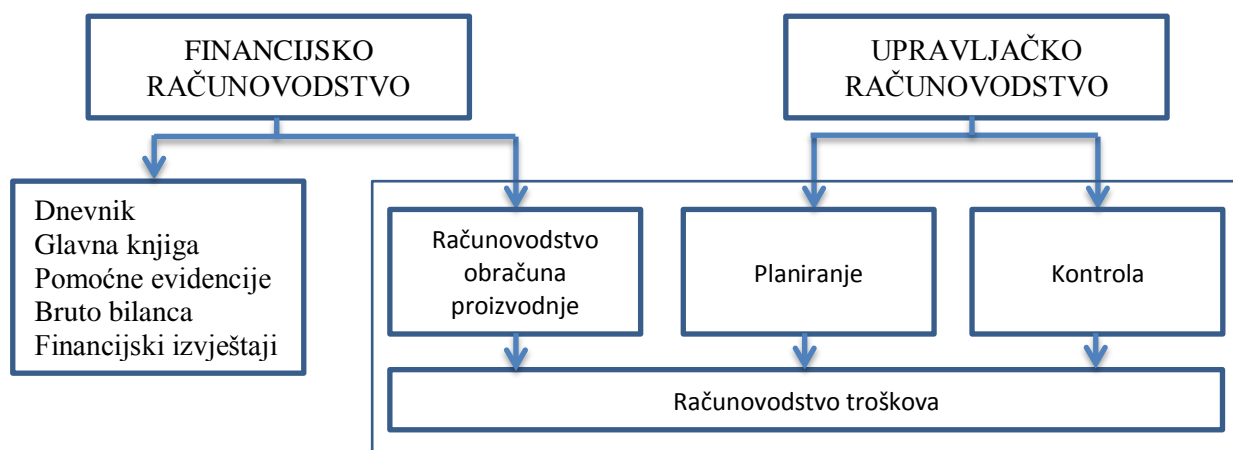 FINANCIJSKO
RAČUNOVODSTVO
UPRAVLJAČKO
RAČUNOVODSTVO
Dnevnik
Glavna knjiga
Pomoćne evidencije
Bruto bilanca
Financijski izvještaji
Računovodstvo
obračuna
proizvodnje
Planiranje
Kontrola
Računovodstvo troškova